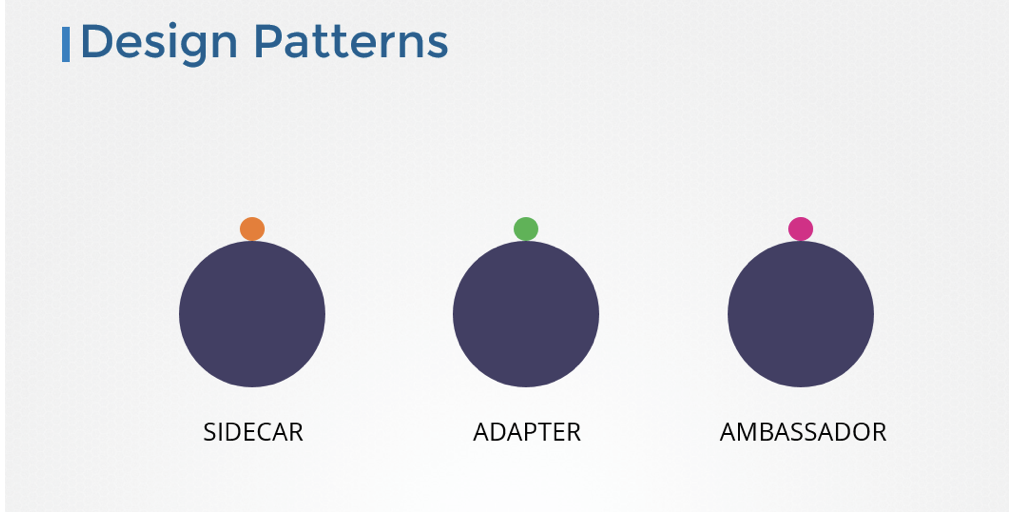 Design Patterns
SIDECAR
ADAPTER
AMBASSADOR